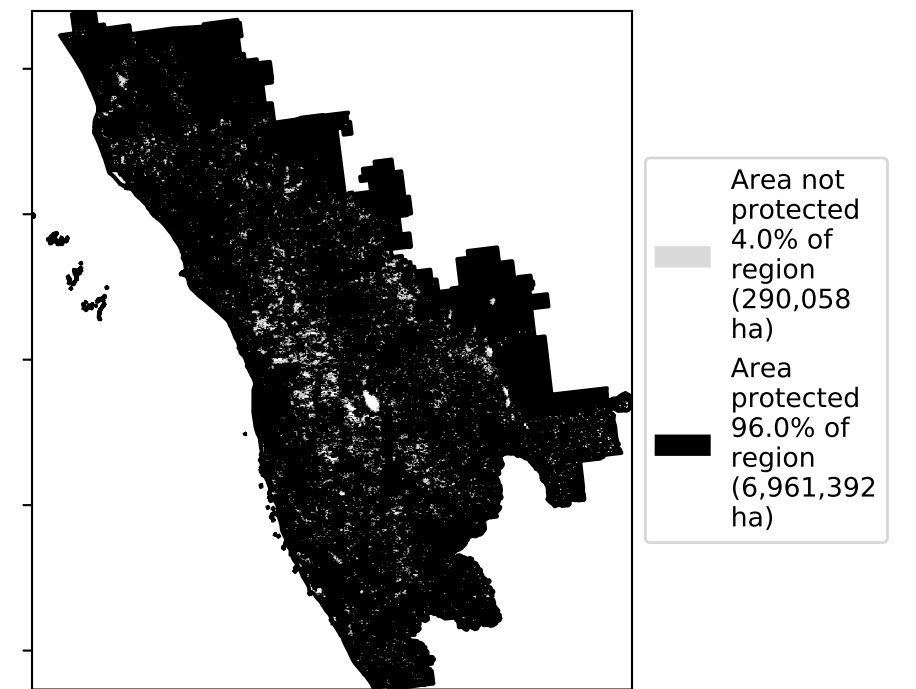 Area not
protected
4.0% of
region
(290,058
ha)
Area
protected
96.0% of
region
(6,961,392
ha)